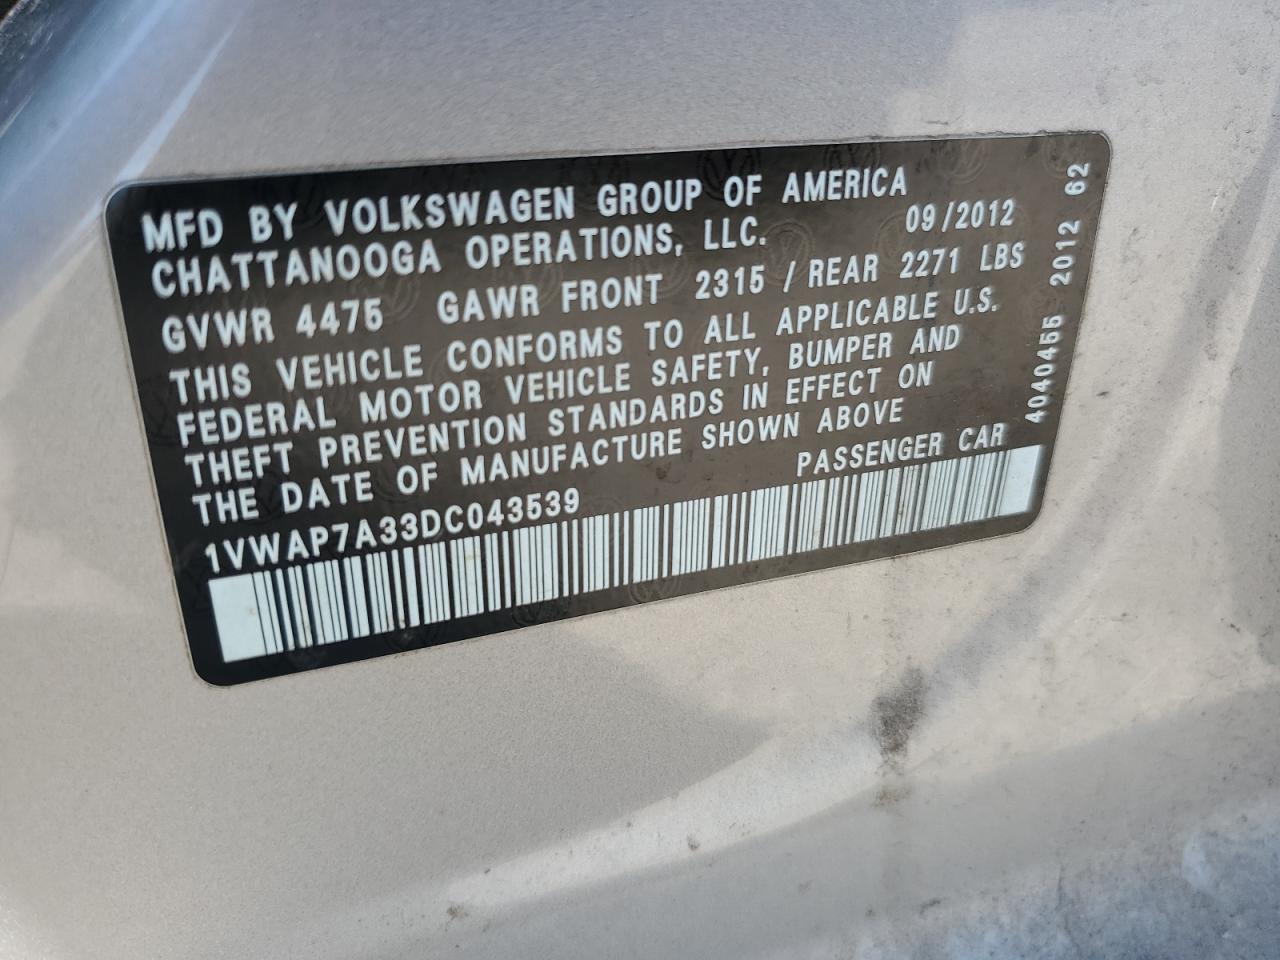 MFD BY VOLKSWAGEN GROUP OF AMERICA
CHATTANOOGA OPERATIONS, LLC. 09/2012
GVWR 4475 GAWR FRONT 2315 / REAR 2271 LBS
THIS VEHICLE CONFORMS TO ALL APPLICABLE U.S.
FEDERAL MOTOR VEHICLE SAFETY, BUMPER AND
THEFT PREVENTION STANDARDS IN EFFECT ON
THE DATE OF MANUFACTURE SHOWN ABOVE
PASSENGER CAR
1VWAP7A33DC043539
4040455 2012 62